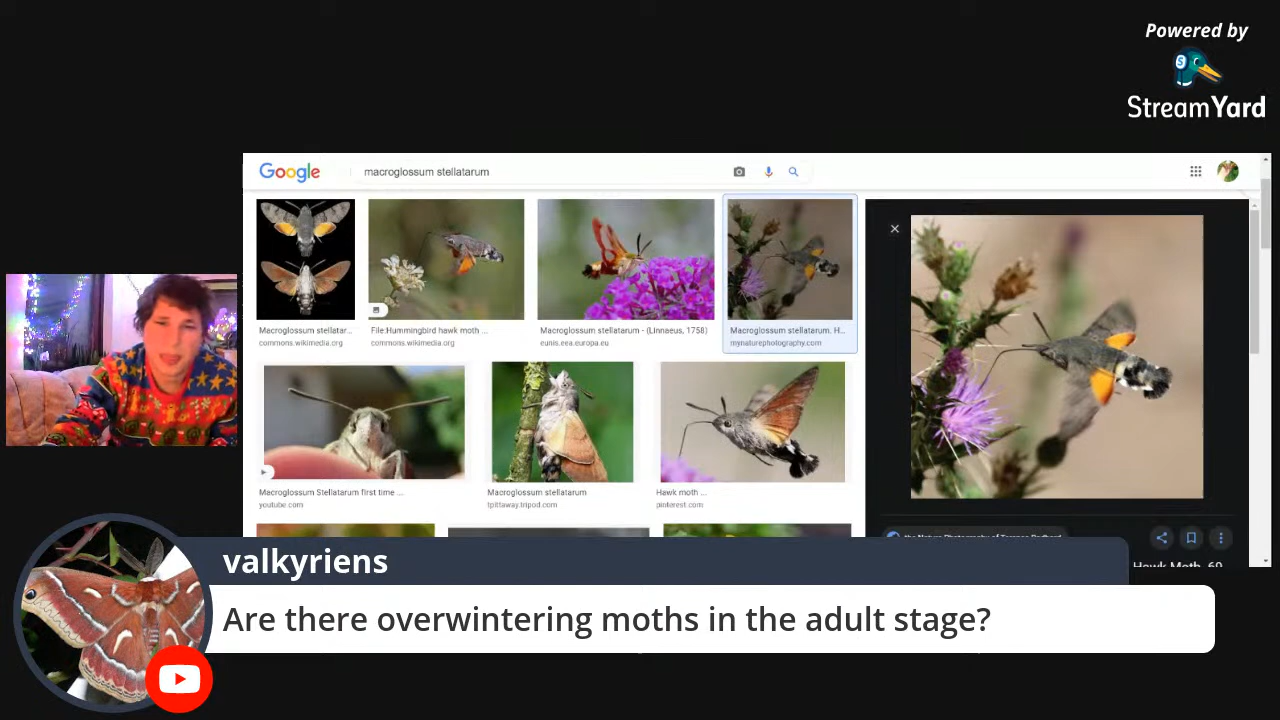 Powered by
StreamYard
Google
macroglossum stellatarum
Macroglossum stellatar...
commons.wikimedia.org
File:Hummingbird hawk moth ...
commons.wikimedia.org
Macroglossum stellatarum - (Linnaeus, 1758)
eunis.eea.europa.eu
Macroglossum stellatarum, H...
mynaturephotography.com
Macroglossum Stellatarum first time ...
youtube.com
Macroglossum stellatarum
tpittaway.tripod.com
Hawk moth ...
pinterest.com
valkyriens
Are there overwintering moths in the adult stage?